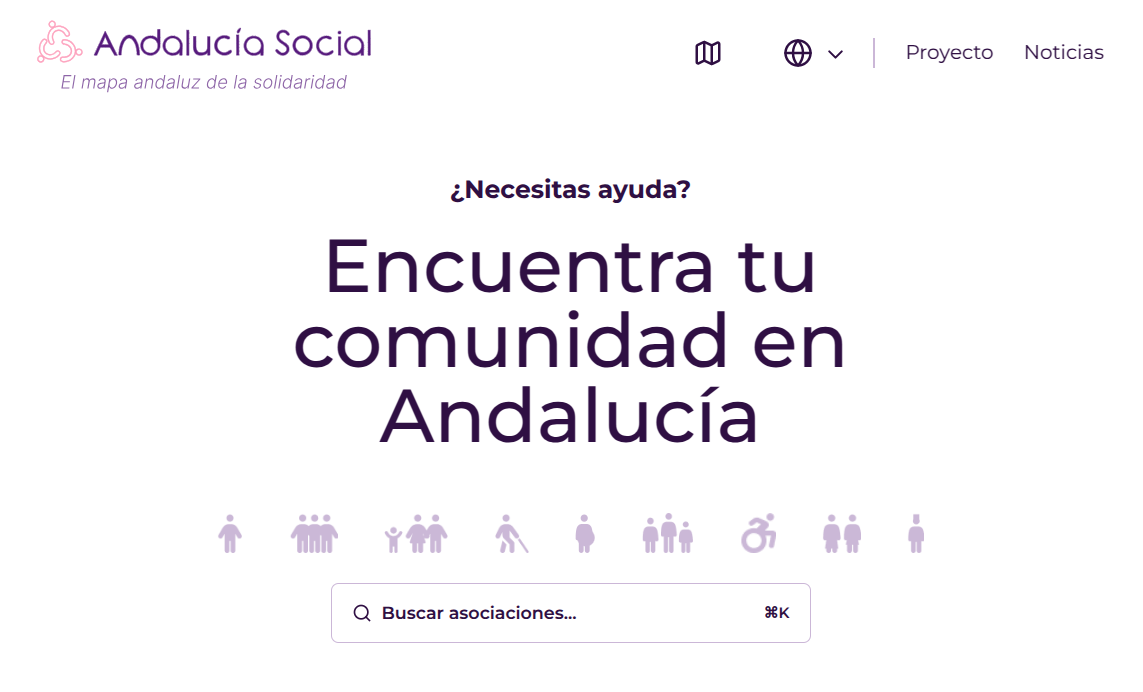 Andalucía Social
El mapa andaluz de la solidaridad
Proyecto
Noticias
¿Necesitas ayuda?
Encuentra tu
comunidad en
Andalucía
Buscar asociaciones...
⌘K